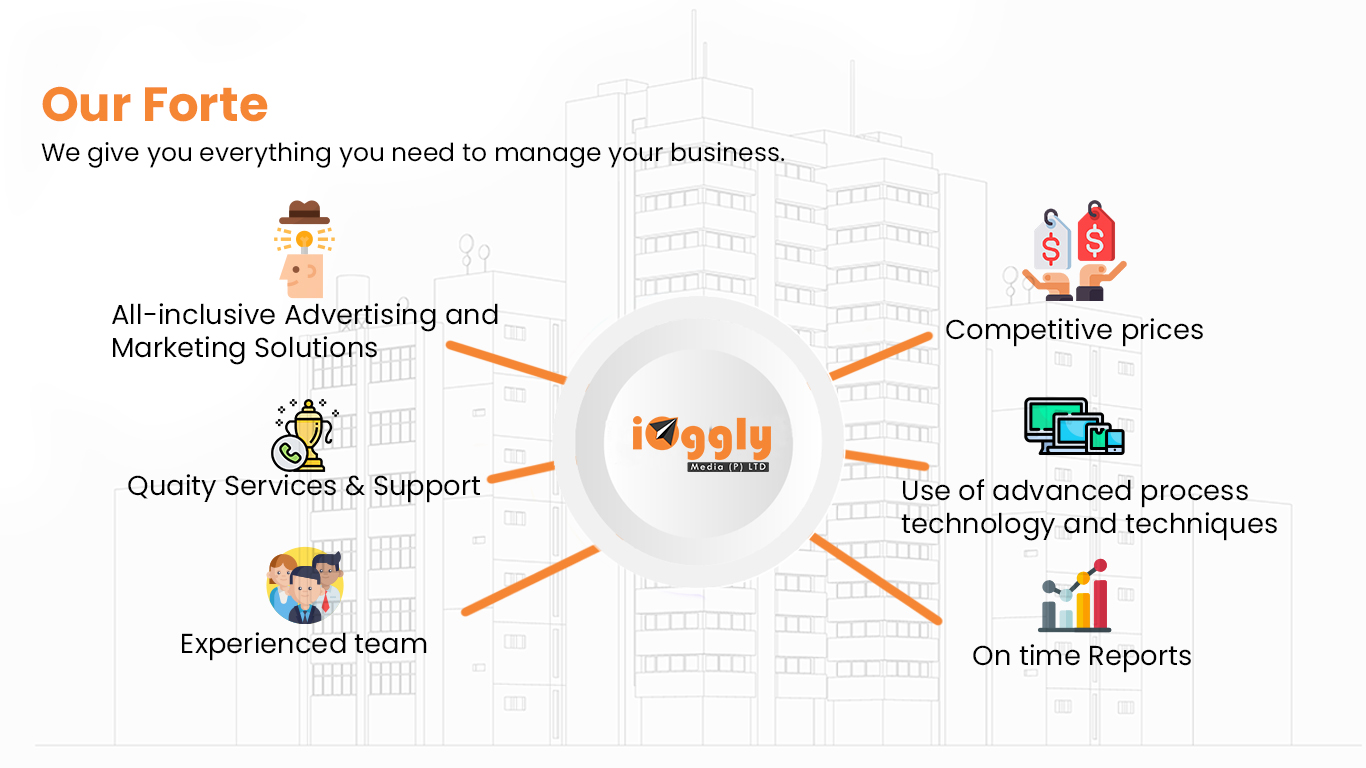 Our Forte
We give you everything you need to manage your business.
All-inclusive Advertising and
Marketing Solutions
Quaity Services & Support
Experienced team
iOggly
Media (P) LTD
$ $
Competitive prices
Use of advanced process
technology and techniques
On time Reports